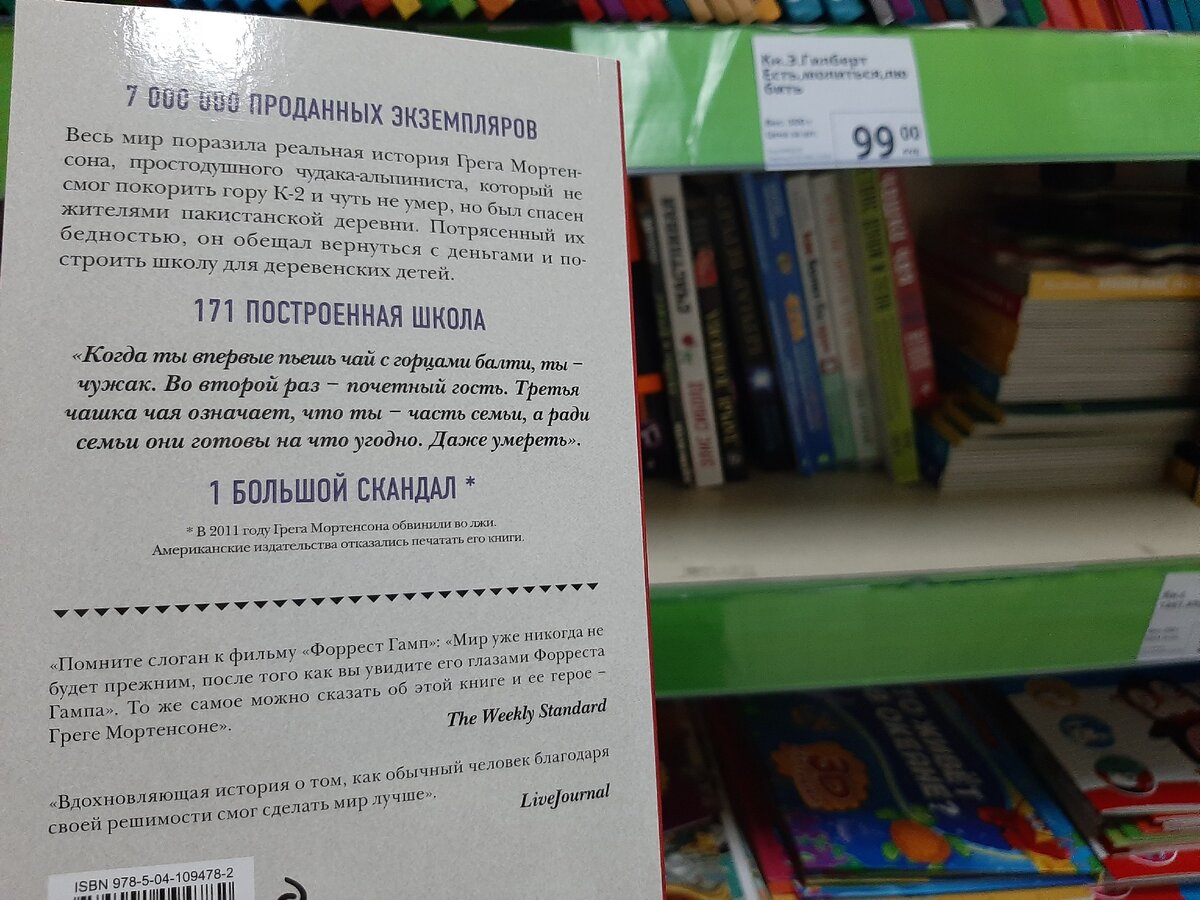 7 000 000 ПРОДАННЫХ ЭКЗЕМПЛЯРОВ
Весь мир поразила реальная история Грега Мортен-
сона, простодушного чудака-альпиниста, который не
смог покорить гору К-2 и чуть не умер, но был спасен
жителями пакистанской деревни. Потрясенный их
бедностью, он обещал вернуться с деньгами и по-
строить школу для деревенских детей.
171 ПОСТРОЕННАЯ ШКОЛА
«Когда ты впервые пьешь чай с горцами балти, ты –
чужак. Во второй раз – почетный гость. Третья
чашка чая означает, что ты – часть семьи, а ради
семьи они готовы на что угодно. Даже умереть».
1 БОЛЬШОЙ СКАНДАЛ *
* В 2011 году Грега Мортенсона обвинили во лжи.
Американские издательства отказались печатать его книги.
«Помните слоган к фильму «Форрест Гамп»: «Мир уже никогда не
будет прежним, после того как вы увидите его глазами Форреста
Гампа». То же самое можно сказать об этой книге и ее герое –
Греге Мортенсоне».
The Weekly Standard
«Вдохновляющая история о том, как обычный человек благодаря
своей решимости смог сделать мир лучше».
LiveJournal
ISBN 978-5-04-109478-2
Кн.Э.Гилберт
Есть,молиться,лю
бить
99 00
СЧАСТЛИВАЯ
3D
ЖИВЁТ
В ОКЕАНЕ?